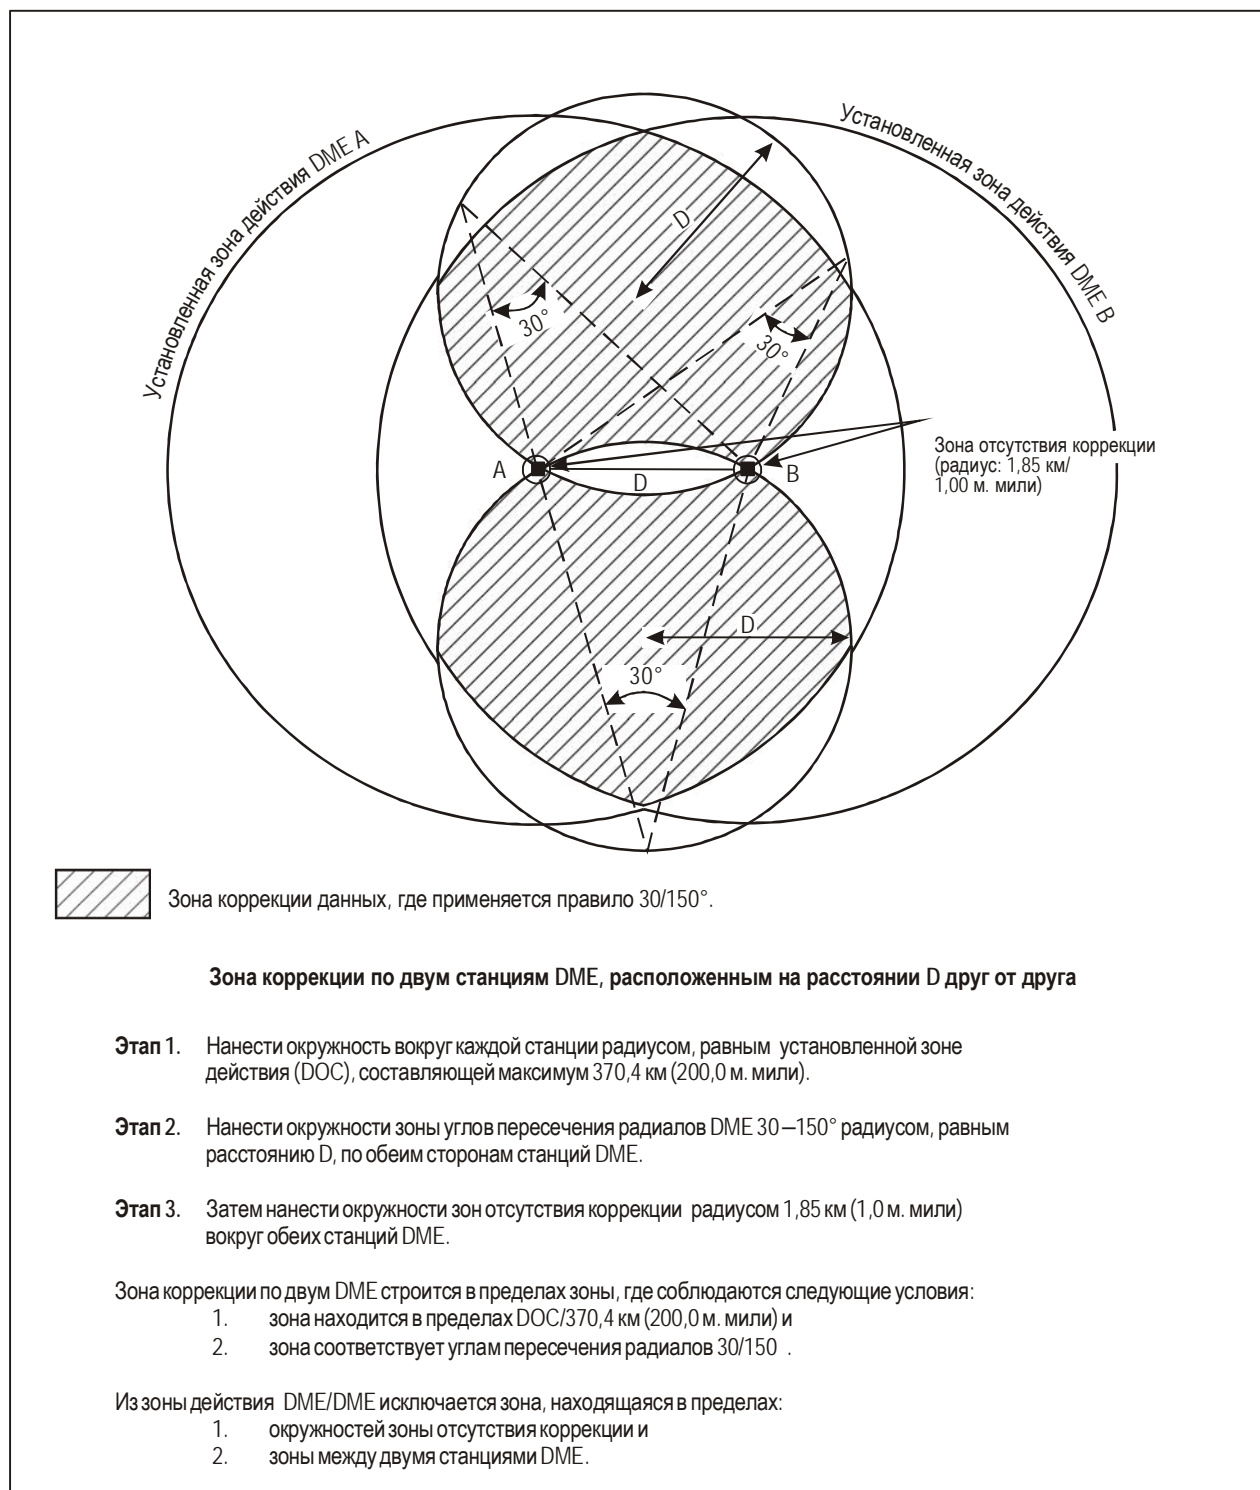 Установленная зона действия DME A
Установленная зона действия DME B
D
30°
30°
Зона отсутствия коррекции
(радиус: 1,85 км/
1,00 м. мили)
A
D
B
D
30°
Зона коррекции данных, где применяется правило 30/150°.
Зона коррекции по двум станциям DME, расположенным на расстоянии D друг от друга
Этап 1. Нанести окружность вокруг каждой станции радиусом, равным установленной зоне
действия (DOC), составляющей максимум 370,4 км (200,0 м. мили).
Этап 2. Нанести окружности зоны углов пересечения радиалов DME 30–150° радиусом, равным
расстоянию D, по обеим сторонам станций DME.
Этап 3. Затем нанести окружности зон отсутствия коррекции радиусом 1,85 км (1,0 м. мили)
вокруг обеих станций DME.
Зона коррекции по двум DME строится в пределах зоны, где соблюдаются следующие условия:
1. зона находится в пределах DOC/370,4 км (200,0 м. мили) и
2. зона соответствует углам пересечения радиалов 30/150 .
Из зоны действия DME/DME исключается зона, находящаяся в пределах:
1. окружностей зоны отсутствия коррекции и
2. зоны между двумя станциями DME.